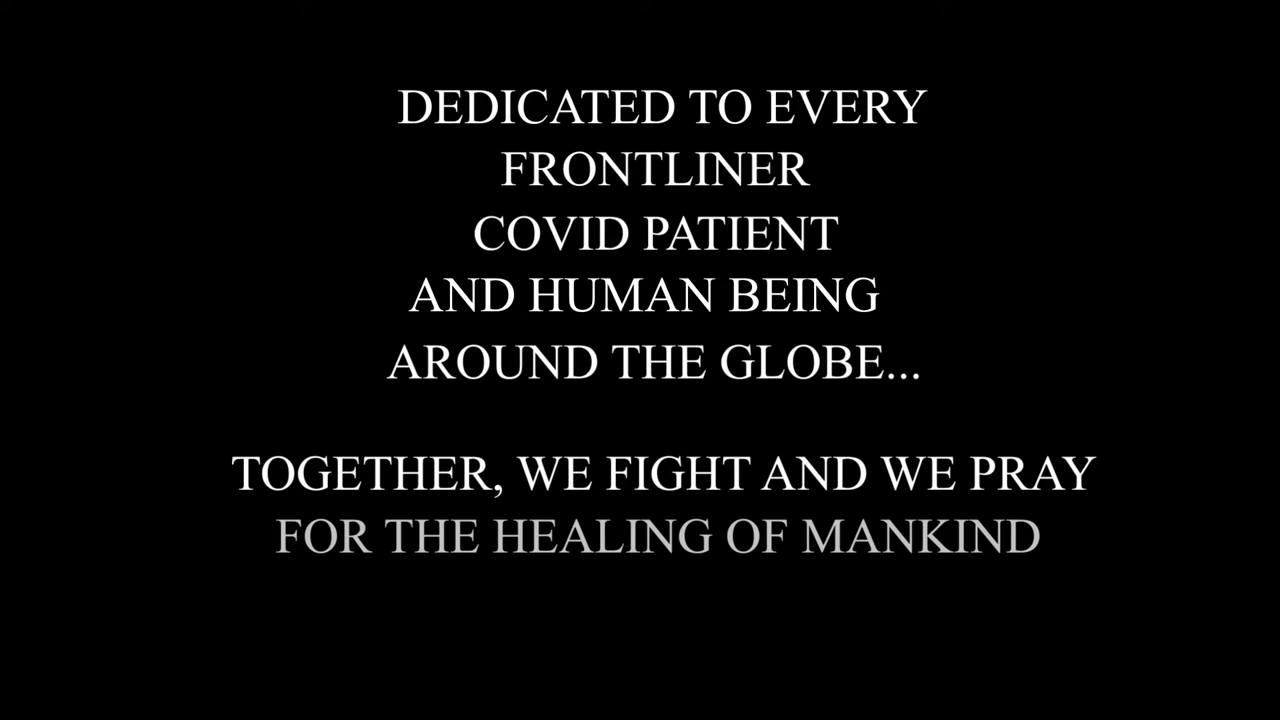 DEDICATED TO EVERY
FRONTLINER
COVID PATIENT
AND HUMAN BEING
AROUND THE GLOBE...
TOGETHER, WE FIGHT AND WE PRAY
FOR THE HEALING OF MANKIND